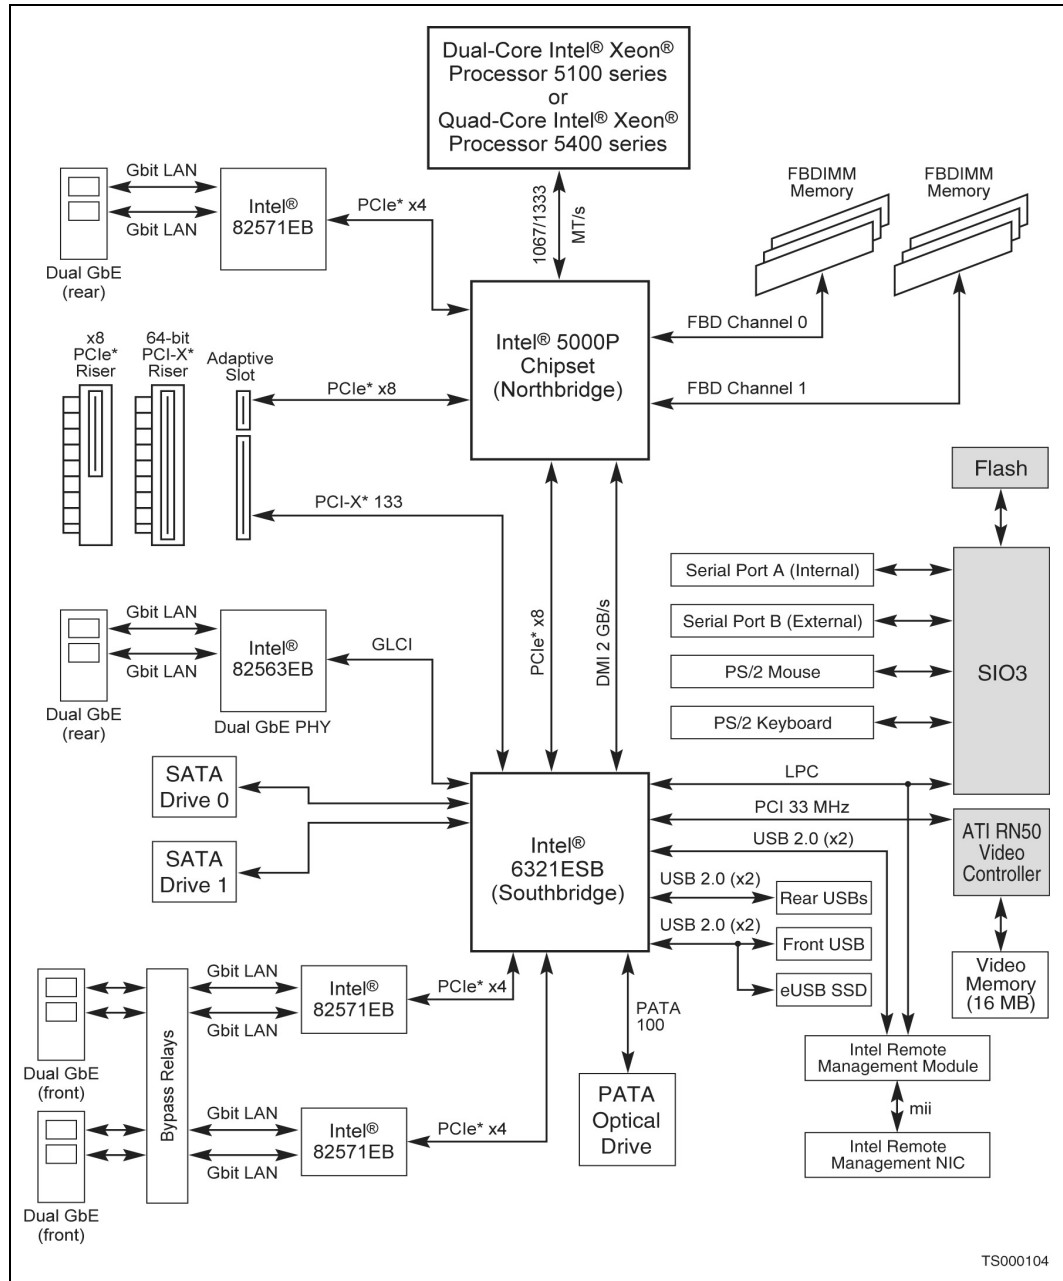 Dual-Core Intel® Xeon®
Processor 5100 series
or
Quad-Core Intel® Xeon®
Processor 5400 series
Gbit LAN
Gbit LAN
Dual GbE
(rear)
Intel®
82571EB
PCIe* x4
1067/1333
MT/s
FBDIMM
Memory
FBDIMM
Memory
Intel® 5000P
Chipset
(Northbridge)
FBD Channel 0
FBD Channel 1
x8
PCIe*
Riser
64-bit
PCI-X*
Riser
Adaptive
Slot
PCIe* x8
PCI-X* 133
PCIe* x8
DMI 2 GB/s
Flash
Serial Port A (Internal)
Serial Port B (External)
PS/2 Mouse
PS/2 Keyboard
SIO3
Gbit LAN
Gbit LAN
Dual GbE
(rear)
Intel®
82563EB
Dual GbE PHY
GLCI
SATA
Drive 0
SATA
Drive 1
Intel®
6321ESB
(Southbridge)
LPC
PCI 33 MHz
USB 2.0 (x2)
USB 2.0 (x2)
USB 2.0 (x2)
Rear USBs
Front USB
eUSB SSD
ATI RN50
Video
Controller
Video
Memory
(16 MB)
Dual GbE
(front)
Dual GbE
(front)
Bypass Relays
Gbit LAN
Gbit LAN
Intel®
82571EB
PCIe* x4
Gbit LAN
Gbit LAN
Intel®
82571EB
PCIe* x4
PATA
100
PATA
Optical
Drive
Intel Remote
Management Module
mii
Intel Remote
Management NIC
TS000104